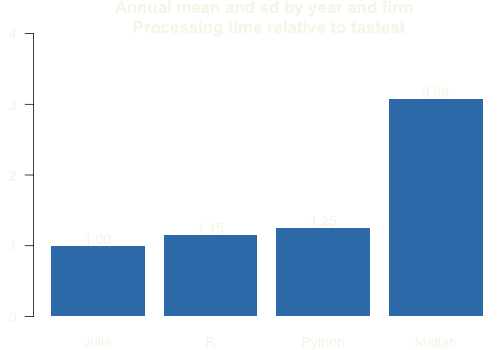 Annual mean and sd by year and firm
Processing time relative to fastest
4
3
2
1
0
1.00
1.15
1.25
3.08
Julia
R
Python
Matlab